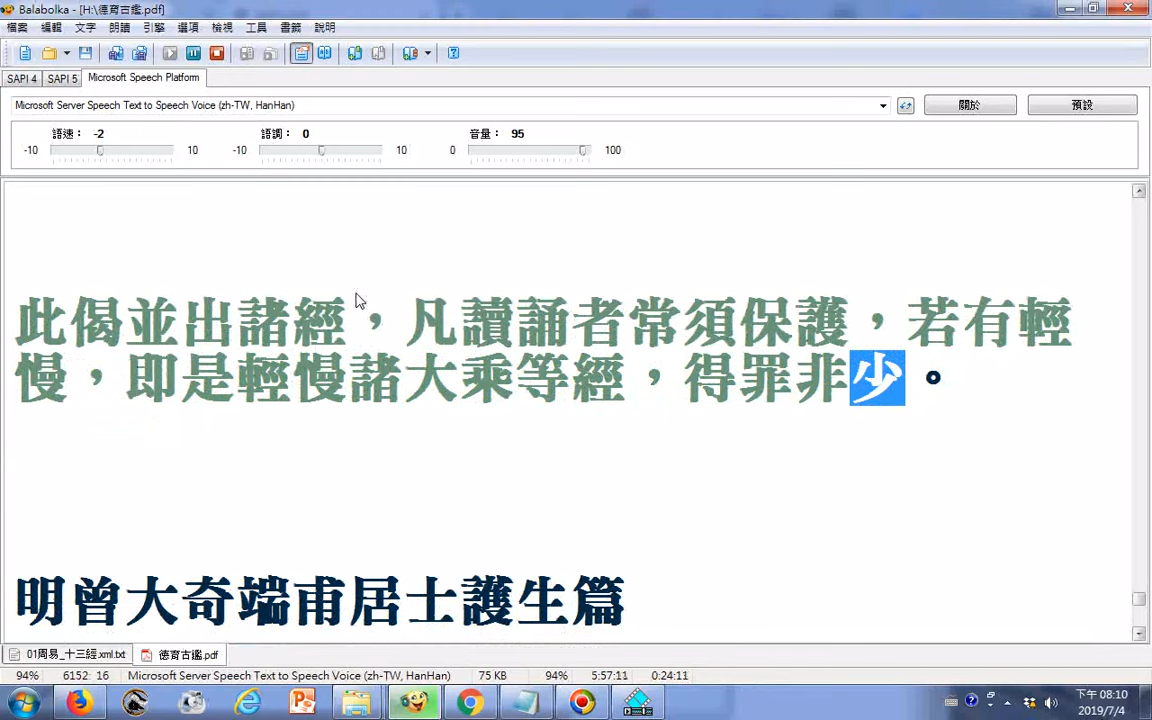 Balabolka - [H:\德育古鑑.pdf]
檔案 編輯 文字 朗讀 引擎 選項 檢視 工具 書籤 說明
SAPI 4 SAPI 5 Microsoft Speech Platform
Microsoft Server Speech Text to Speech Voice (zh-TW, HanHan) 關於 預設
語速： -2 語調： 0 音量： 95
-10 10 -10 10 0 100
此偈並出諸經，凡讀誦者常須保護，若有輕
慢，即是輕慢諸大乘等經，得罪非少。
明曾大奇端甫居士護生篇
01周易_十三經.xml.txt 德育古鑑.pdf
94% 6152: 16 Microsoft Server Speech Text to Speech Voice (zh-TW, HanHan) 75 KB 94% 5:57:11 0:24:11
下午 08:10
2019/7/4